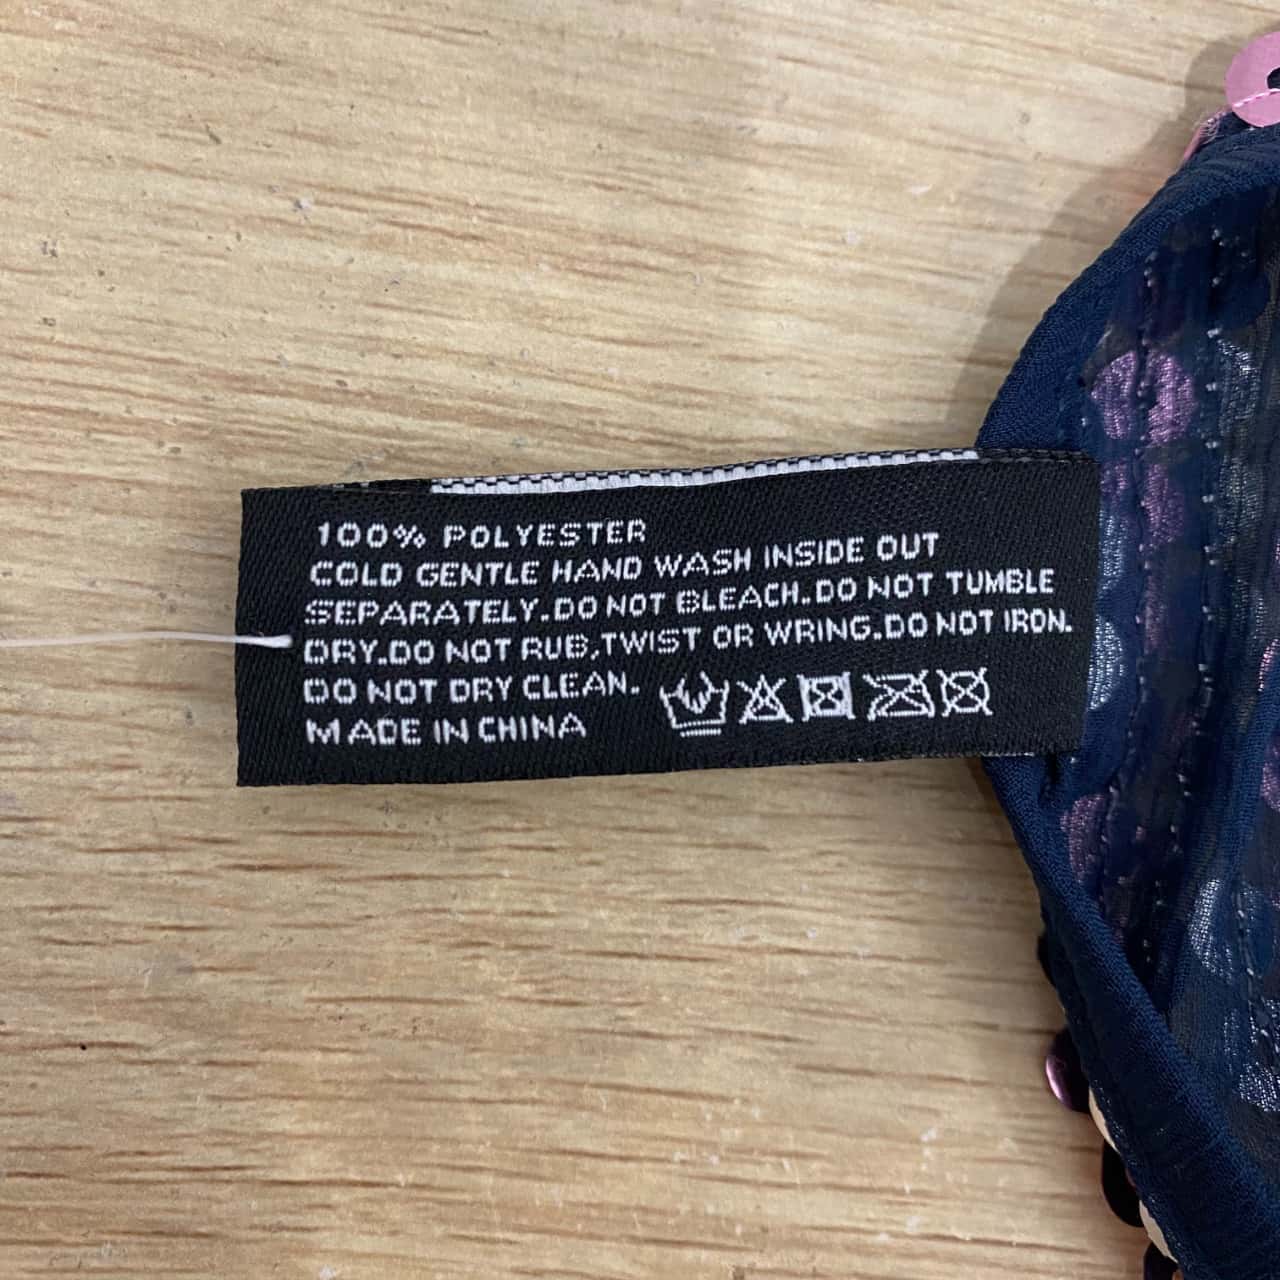 100% POLYESTER
COLD GENTLE HAND WASH INSIDE OUT
SEPARATELY.DO NOT BLEACH.DO NOT TUMBLE
DRY.DO NOT RUB,TWIST OR WRING.DO NOT IRON.
DO NOT DRY CLEAN.
MADE IN CHINA